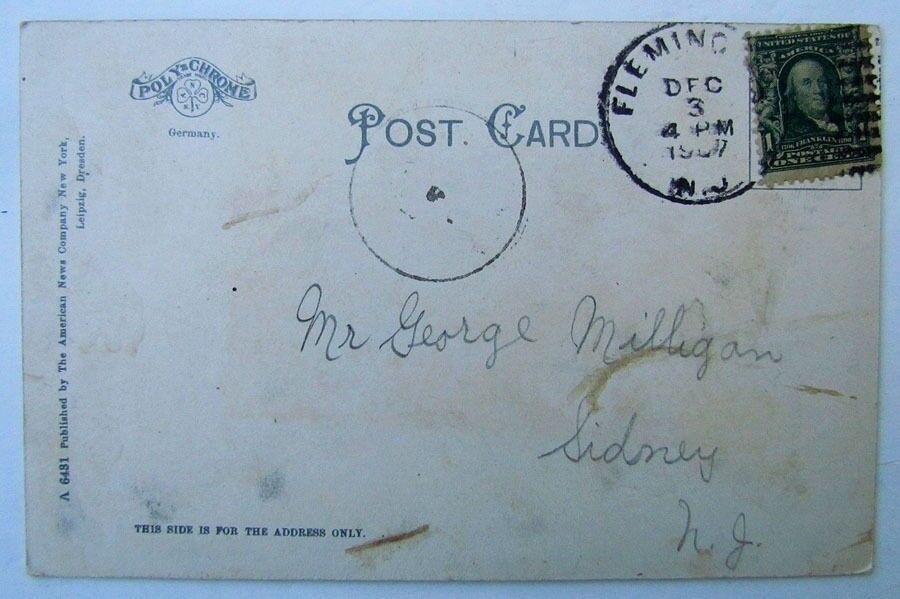 POLY-CHROME
Germany.
POST CARD
FLEMING
DEC
3
4 PM
1907
N.J.
UNITED STATES OF
AMERICA
FRANKLIN
POSTAGE
ONE CENT
A 6431 Published by The American News Company New York,
Leipzig, Dresden.
Mr George Milligan
Sidney
N. J.
THIS SIDE IS FOR THE ADDRESS ONLY.